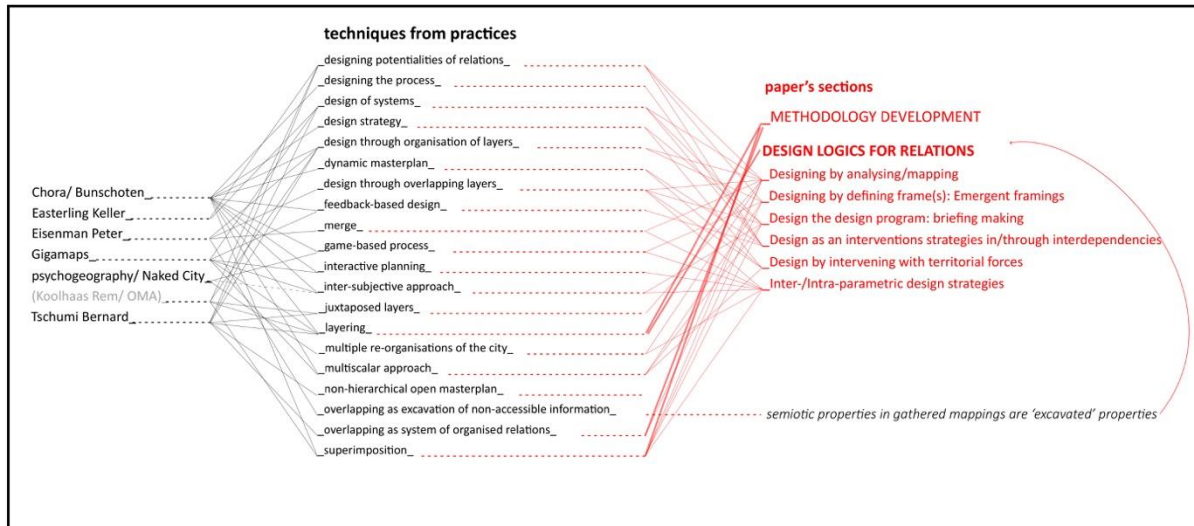 techniques from practices
_designing potentialities of relations_
_designing the process_
_design of systems_
_design strategy_
_design through organisation of layers_
_dynamic masterplan_
_design through overlapping layers_
_feedback-based design_
_merge_
_game-based process_
_interactive planning_
_inter-subjective approach_
_juxtaposed layers_
_layering_
_multiple re-organisations of the city_
_multiscalar approach_
_non-hierarchical open masterplan_
_overlapping as excavation of non-accessible information_
_overlapping as system of organised relations_
_superimposition_
Chora/ Bunschoten_
Easterling Keller_
Eisenman Peter_
Gigamaps_
psychogeography/ Naked City_
(Koolhaas Rem/ OMA)_
Tschumi Bernard_
paper's sections
_METHODOLOGY DEVELOPMENT
DESIGN LOGICS FOR RELATIONS
_Designing by analysing/mapping
_Designing by defining frame(s): Emergent framings
_Design the design program: briefing making
_Design as an interventions strategies in/through interdependencies
_Design by intervening with territorial forces
_Inter-/Intra-parametric design strategies
semiotic properties in gathered mappings are 'excavated' properties